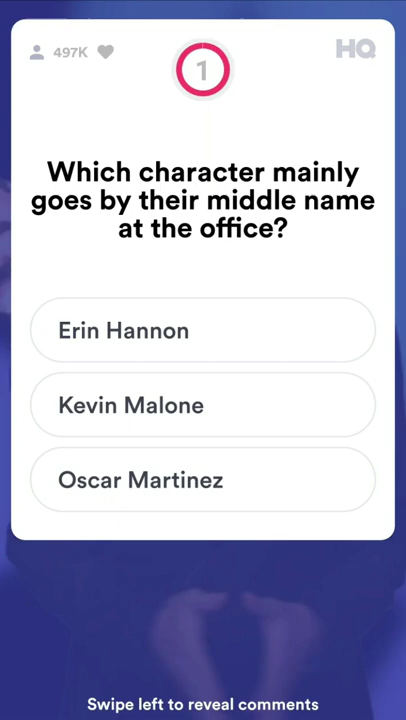 497K
1
HQ
Which character mainly
goes by their middle name
at the office?
Erin Hannon
Kevin Malone
Oscar Martinez
Swipe left to reveal comments